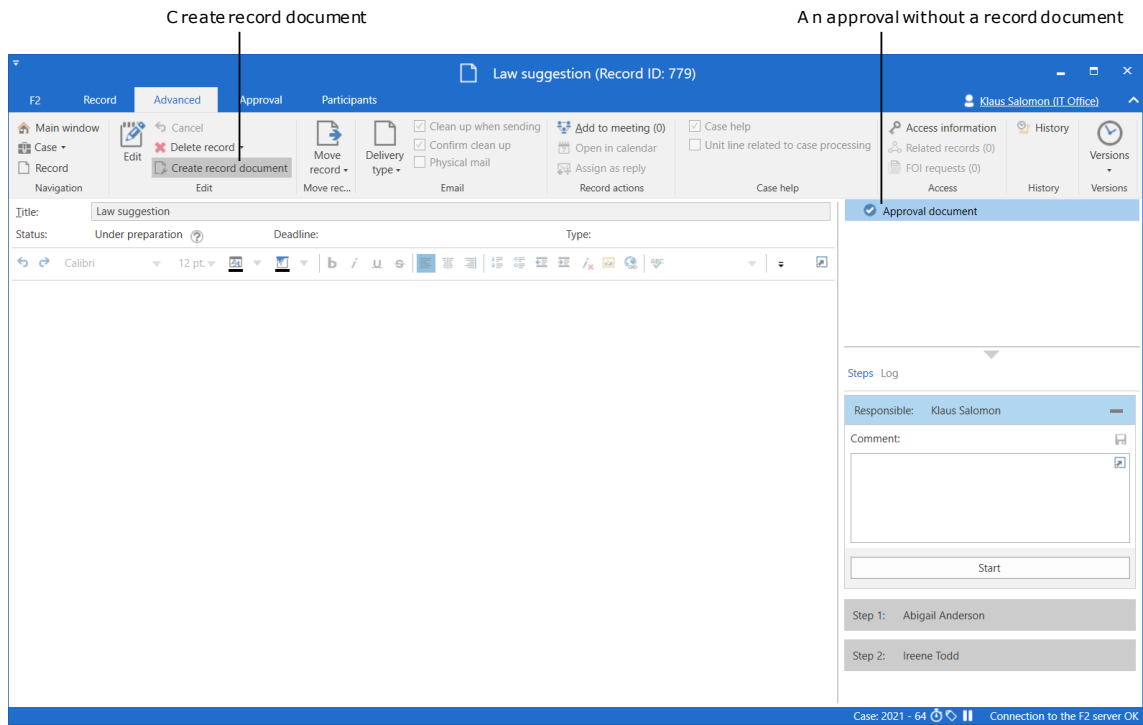 Create record document
An approval without a record document
Law suggestion (Record ID: 779)
F2 Record Advanced Approval Participants
Klaus Salomon (IT Office)
Main window
Case
Record
Navigation
Edit
Cancel
Delete record
Create record document
Edit
Move record
Move rec...
Delivery type
Clean up when sending
Confirm clean up
Physical mail
Email
Add to meeting (0)
Open in calendar
Assign as reply
Record actions
Case help
Unit line related to case processing
Case help
Access information
Related records (0)
FOI requests (0)
Access
History
History
Versions
Versions
Title: Law suggestion
Status: Under preparation Deadline: Type:
Calibri 12 pt. b i u s ABC
Approval document
Steps Log
Responsible: Klaus Salomon
Comment:
Start
Step 1: Abigail Anderson
Step 2: Ireene Todd
Case: 2021 - 64 Connection to the F2 server OK